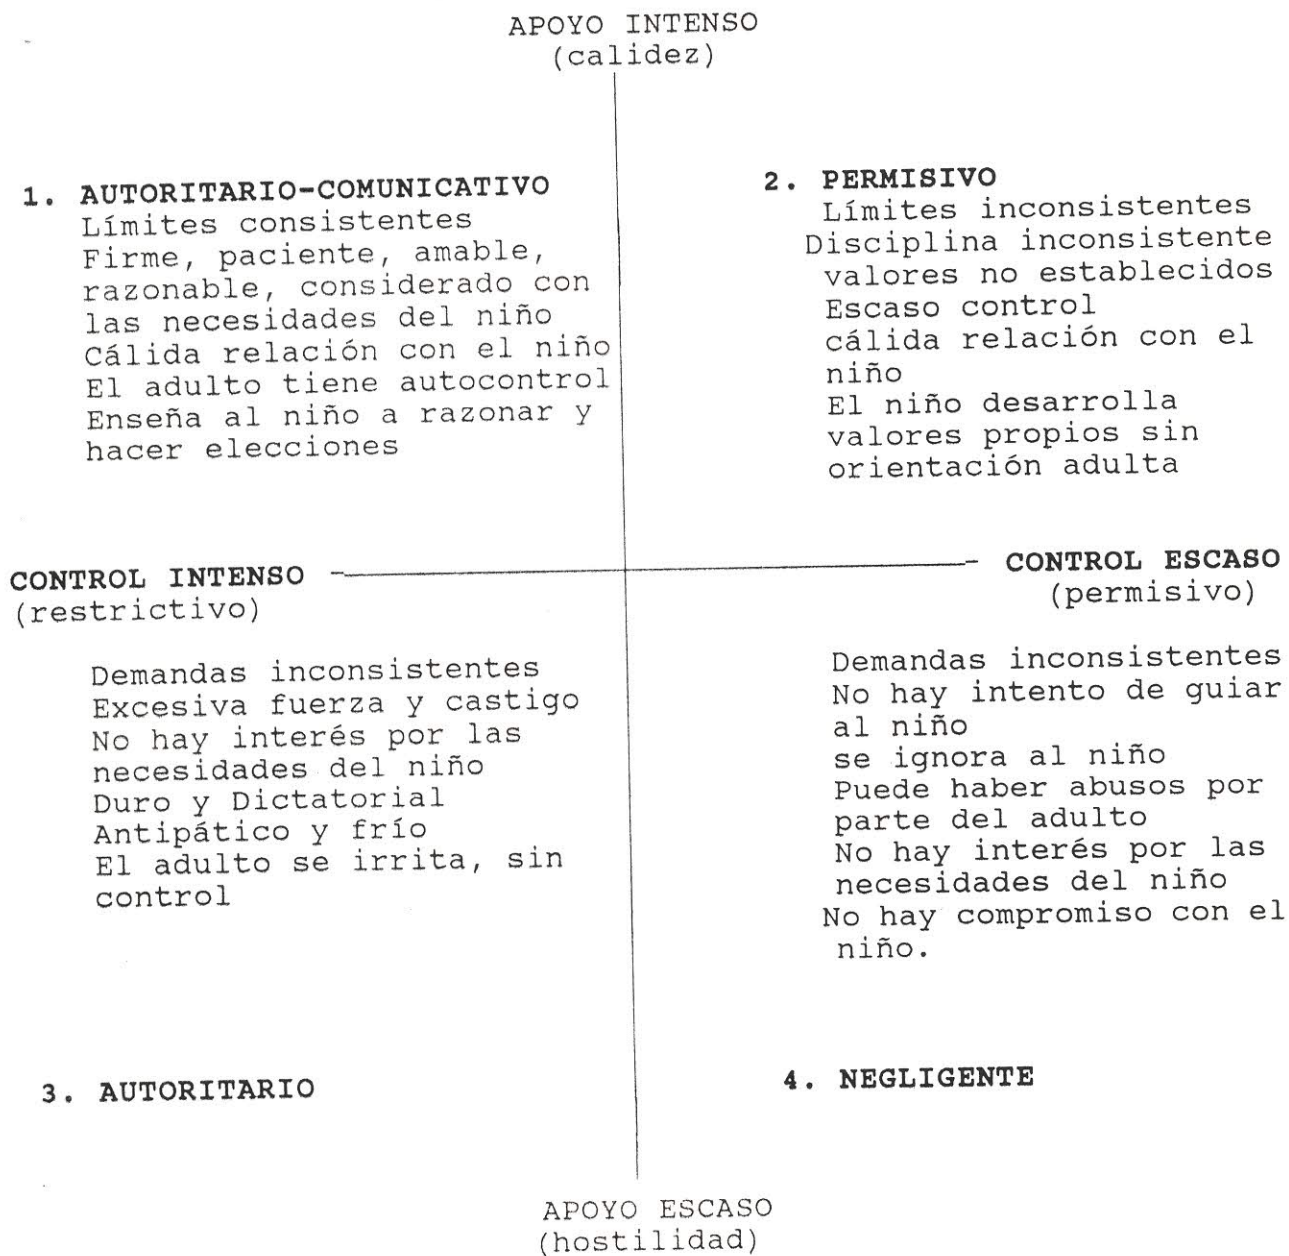 APOYO INTENSO
(calidez)
1. AUTORITARIO-COMUNICATIVO
Límites consistentes
Firme, paciente, amable,
razonable, considerado con
las necesidades del niño
Cálida relación con el niño
El adulto tiene autocontrol
Enseña al niño a razonar y
hacer elecciones
2. PERMISIVO
Límites inconsistentes
Disciplina inconsistente
valores no establecidos
Escaso control
cálida relación con el
niño
El niño desarrolla
valores propios sin
orientación adulta
CONTROL INTENSO
(restrictivo)
CONTROL ESCASO
(permisivo)
Demandas inconsistentes
Excesiva fuerza y castigo
No hay interés por las
necesidades del niño
Duro y Dictatorial
Antipático y frío
El adulto se irrita, sin
control
3. AUTORITARIO
Demandas inconsistentes
No hay intento de guiar
al niño
se ignora al niño
Puede haber abusos por
parte del adulto
No hay interés por las
necesidades del niño
No hay compromiso con el
niño.
4. NEGLIGENTE
APOYO ESCASO
(hostilidad)